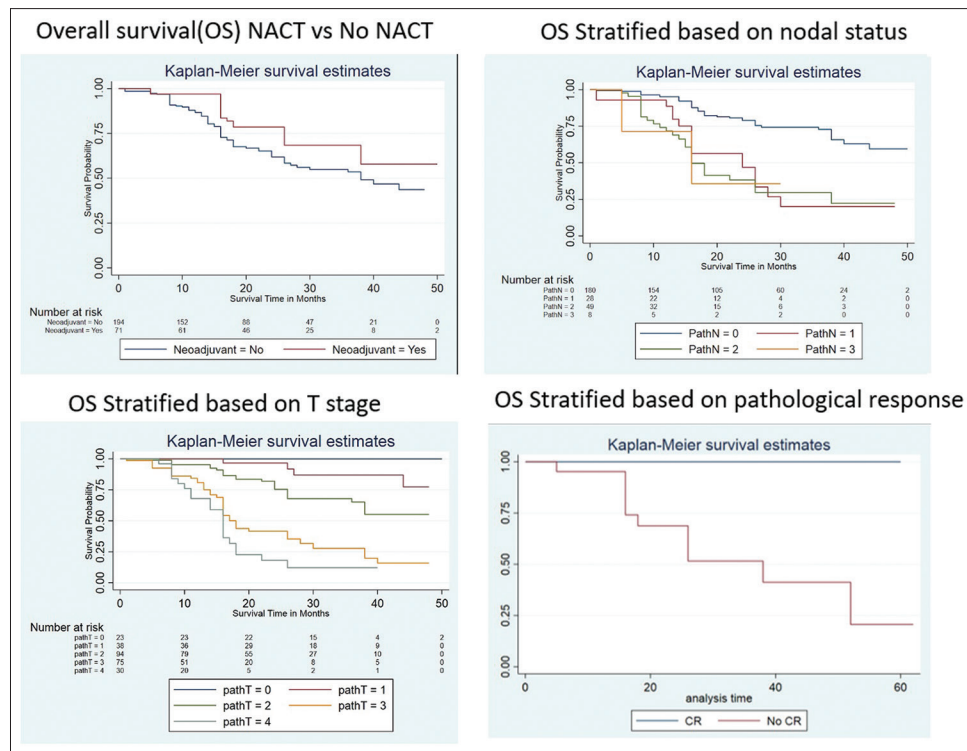 Overall survival(OS) NACT vs No NACT
Kaplan-Meier survival estimates
Survival Probability
1.00
0.75
0.50
0.25
0.00
0 10 20 30 40 50
Survival Time in Months
Number at risk
Neoadjuvant = No 194 152 88 47 21 0
Neoadjuvant = Yes 71 61 46 25 8 2
Neoadjuvant = No Neoadjuvant = Yes
OS Stratified based on nodal status
Kaplan-Meier survival estimates
Survival Probability
1.00
0.75
0.50
0.25
0.00
0 10 20 30 40 50
Survival Time in Months
Number at risk
PathN = 0 180 154 105 60 24 2
PathN = 1 28 22 12 4 2 0
PathN = 2 49 32 15 6 3 0
PathN = 3 8 5 2 2 0 0
PathN = 0 PathN = 1
PathN = 2 PathN = 3
OS Stratified based on T stage
Kaplan-Meier survival estimates
Survival Probability
1.00
0.75
0.50
0.25
0.00
0 10 20 30 40 50
Survival Time in Months
Number at risk
pathT = 0 23 23 22 15 4 2
pathT = 1 38 36 29 18 9 0
pathT = 2 94 79 55 27 10 0
pathT = 3 75 51 20 8 5 0
pathT = 4 30 20 5 2 1 0
pathT = 0 pathT = 1
pathT = 2 pathT = 3
pathT = 4
OS Stratified based on pathological response
Kaplan-Meier survival estimates
1.00
0.75
0.50
0.25
0.00
0 20 40 60
analysis time
CR No CR